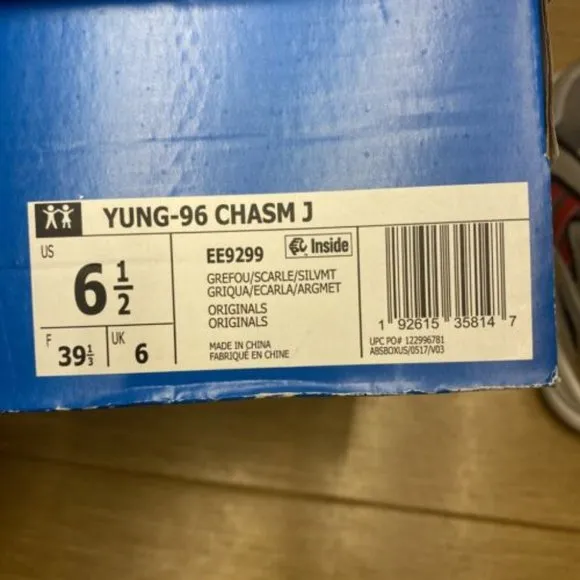 YUNG-96 CHASM J
US
6 1/2
F
39 1/3
UK
6
EE9299
Inside
GREFOU/SCARLE/SILVMT
GRIQUA/ECARLA/ARGMET
ORIGINALS
ORIGINALS
MADE IN CHINA
FABRIQUÉ EN CHINE
1 92615 35814 7
UPC PO# 122996781
ABSBOXUS/0517/V03